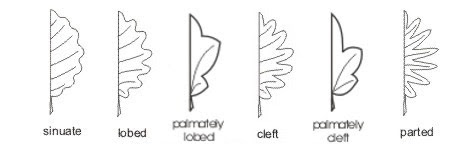 sinuate
lobed
palmately
lobed
cleft
palmately
cleft
parted